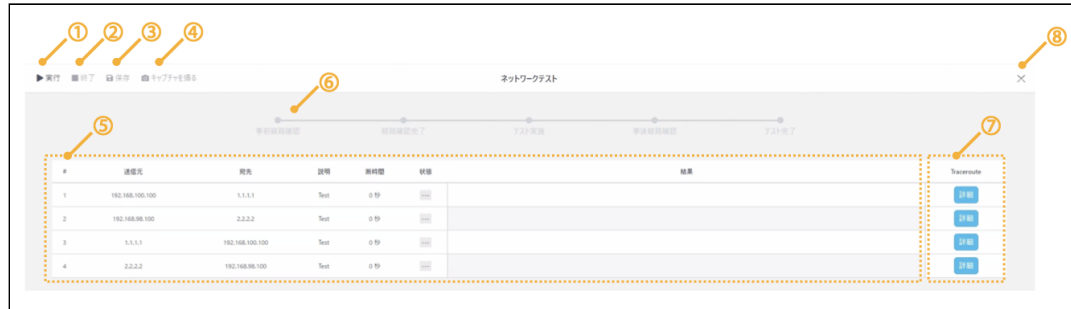 ① ② ③ ④ ⑧
実行 終了 保存 キャプチャを撮る ネットワークテスト ×
⑥
事前経路確認 経路確認完了 テスト実施 事後経路確認 テスト完了
⑤ ⑦
# 送信元 宛先 説明 断時間 状態 結果 Traceroute
1 192.168.100.100 1.1.1.1 Test 0 秒 --- 詳細
2 192.168.98.100 2.2.2.2 Test 0 秒 --- 詳細
3 1.1.1.1 192.168.100.100 Test 0 秒 --- 詳細
4 2.2.2.2 192.168.98.100 Test 0 秒 --- 詳細